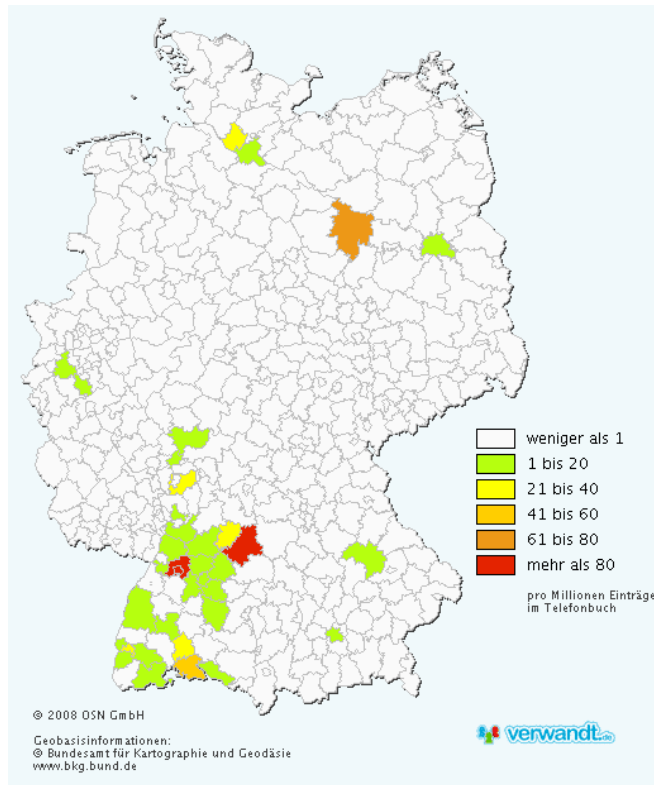 weniger als 1
1 bis 20
21 bis 40
41 bis 60
61 bis 80
mehr als 80
pro Millionen Einträge
im Telefonbuch
© 2008 OSN GmbH
Geobasisinformationen:
© Bundesamt für Kartographie und Geodäsie
www.bkg.bund.de
verwandt.de